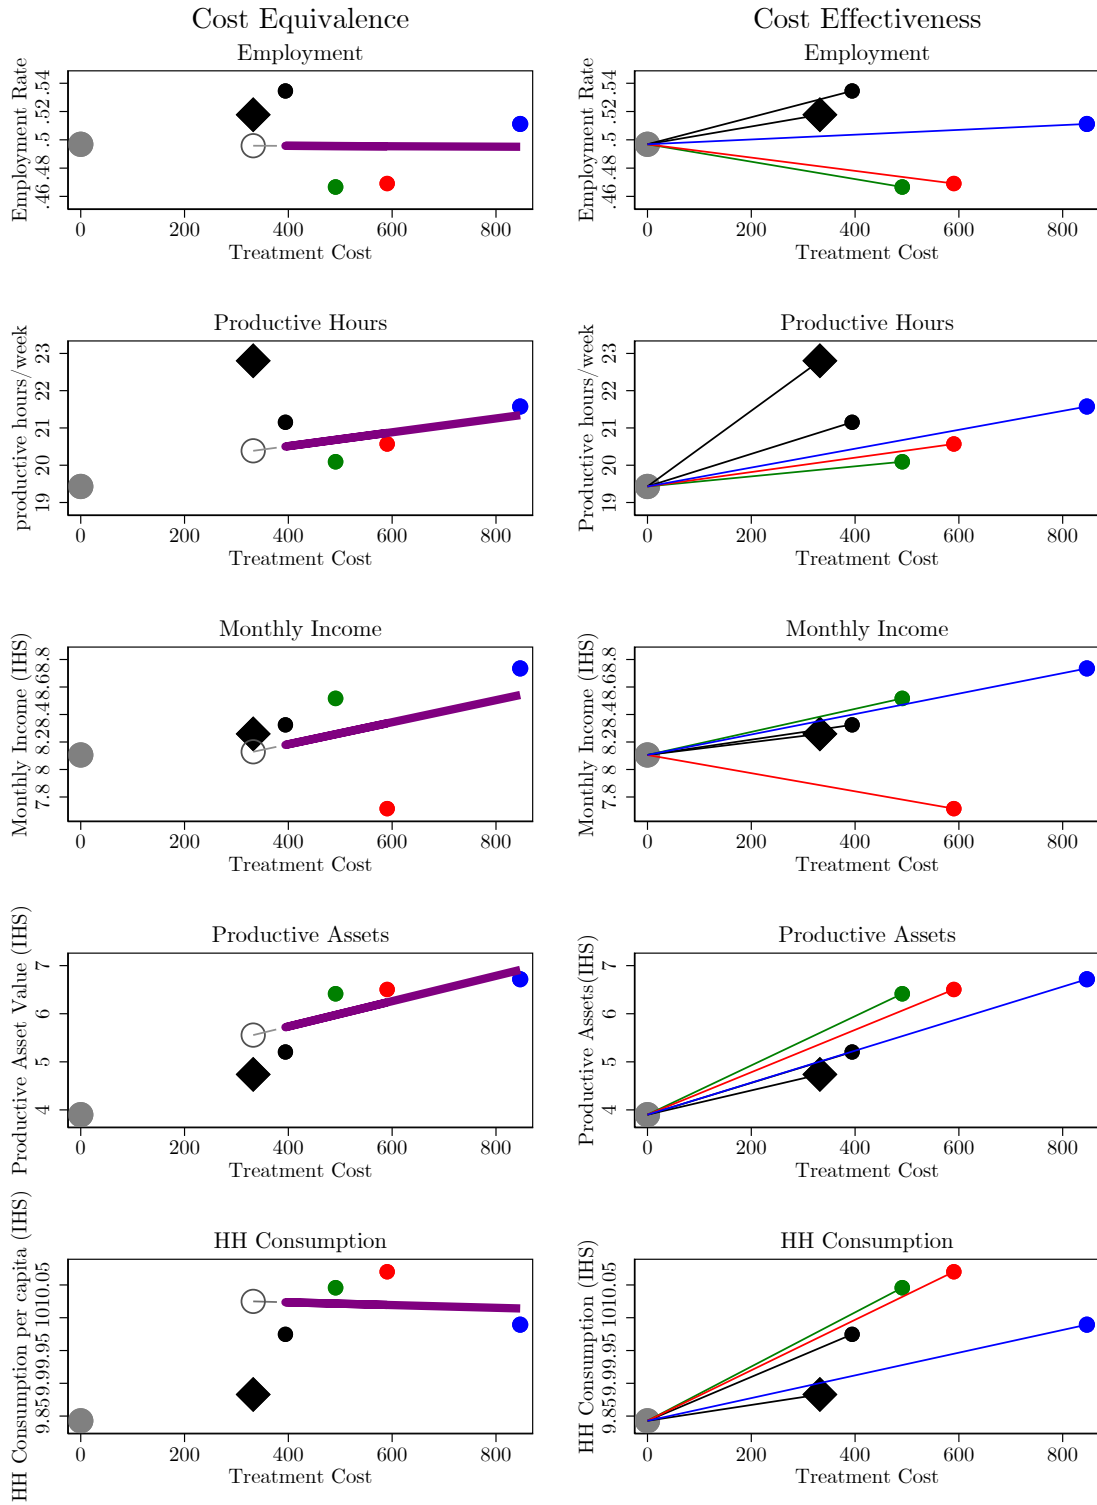 Cost Equivalence
Cost Effectiveness
Employment
Employment Rate
.46 .48 .5 .52 .54
0 200 400 600 800
Treatment Cost
Employment
Employment Rate
.46 .48 .5 .52 .54
0 200 400 600 800
Treatment Cost
Productive Hours
productive hours/week
19 20 21 22 23
0 200 400 600 800
Treatment Cost
Productive Hours
Productive hours/week
19 20 21 22 23
0 200 400 600 800
Treatment Cost
Monthly Income
Monthly Income (IHS)
7.8 8 8.2 8.4 8.6 8.8
0 200 400 600 800
Treatment Cost
Monthly Income
Monthly Income (IHS)
7.8 8 8.2 8.4 8.6 8.8
0 200 400 600 800
Treatment Cost
Productive Assets
Productive Asset Value (IHS)
4 5 6 7
0 200 400 600 800
Treatment Cost
Productive Assets
Productive Assets(IHS)
4 5 6 7
0 200 400 600 800
Treatment Cost
HH Consumption
HH Consumption per capita (IHS)
9.85 9.9 9.95 10 10.05
0 200 400 600 800
Treatment Cost
HH Consumption
HH Consumption (IHS)
9.85 9.9 9.95 10 10.05
0 200 400 600 800
Treatment Cost